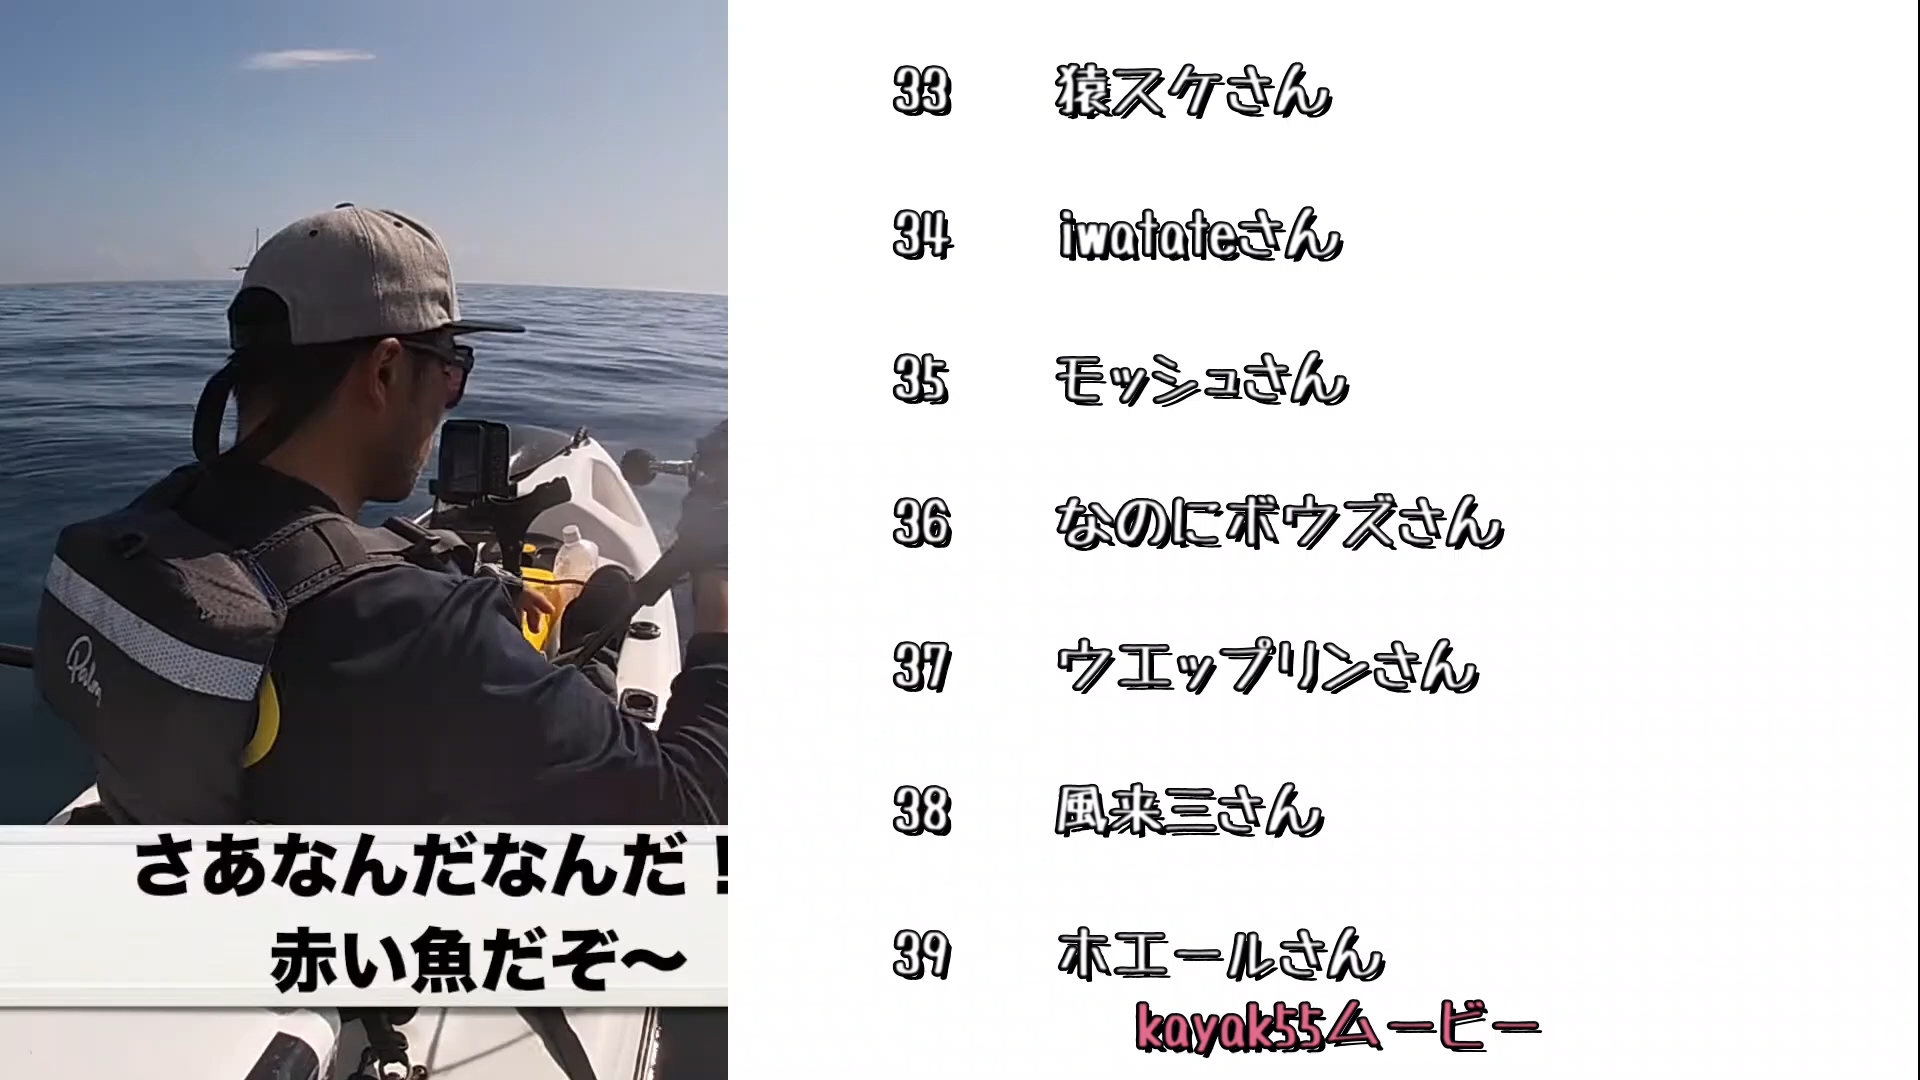 Palm
さあなんだなんだ！
赤い魚だぞ～
33 猿スケさん
34 iwatateさん
35 モッシュさん
36 なのにボウズさん
37 ウエップリンさん
38 風来三さん
39 ホエールさん
kayak55ムービー